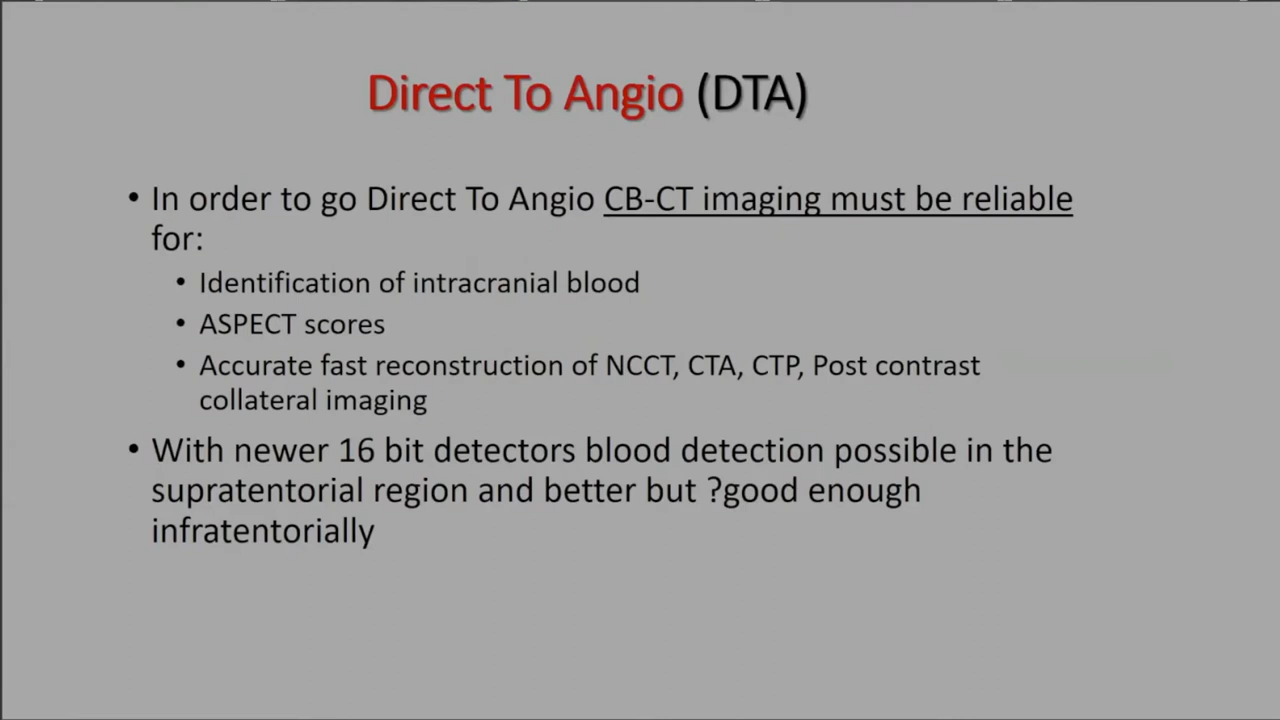 Direct To Angio (DTA)
• In order to go Direct To Angio CB-CT imaging must be reliable
for:
• Identification of intracranial blood
• ASPECT scores
• Accurate fast reconstruction of NCCT, CTA, CTP, Post contrast
collateral imaging
• With newer 16 bit detectors blood detection possible in the
supratentorial region and better but ?good enough
infratentorially